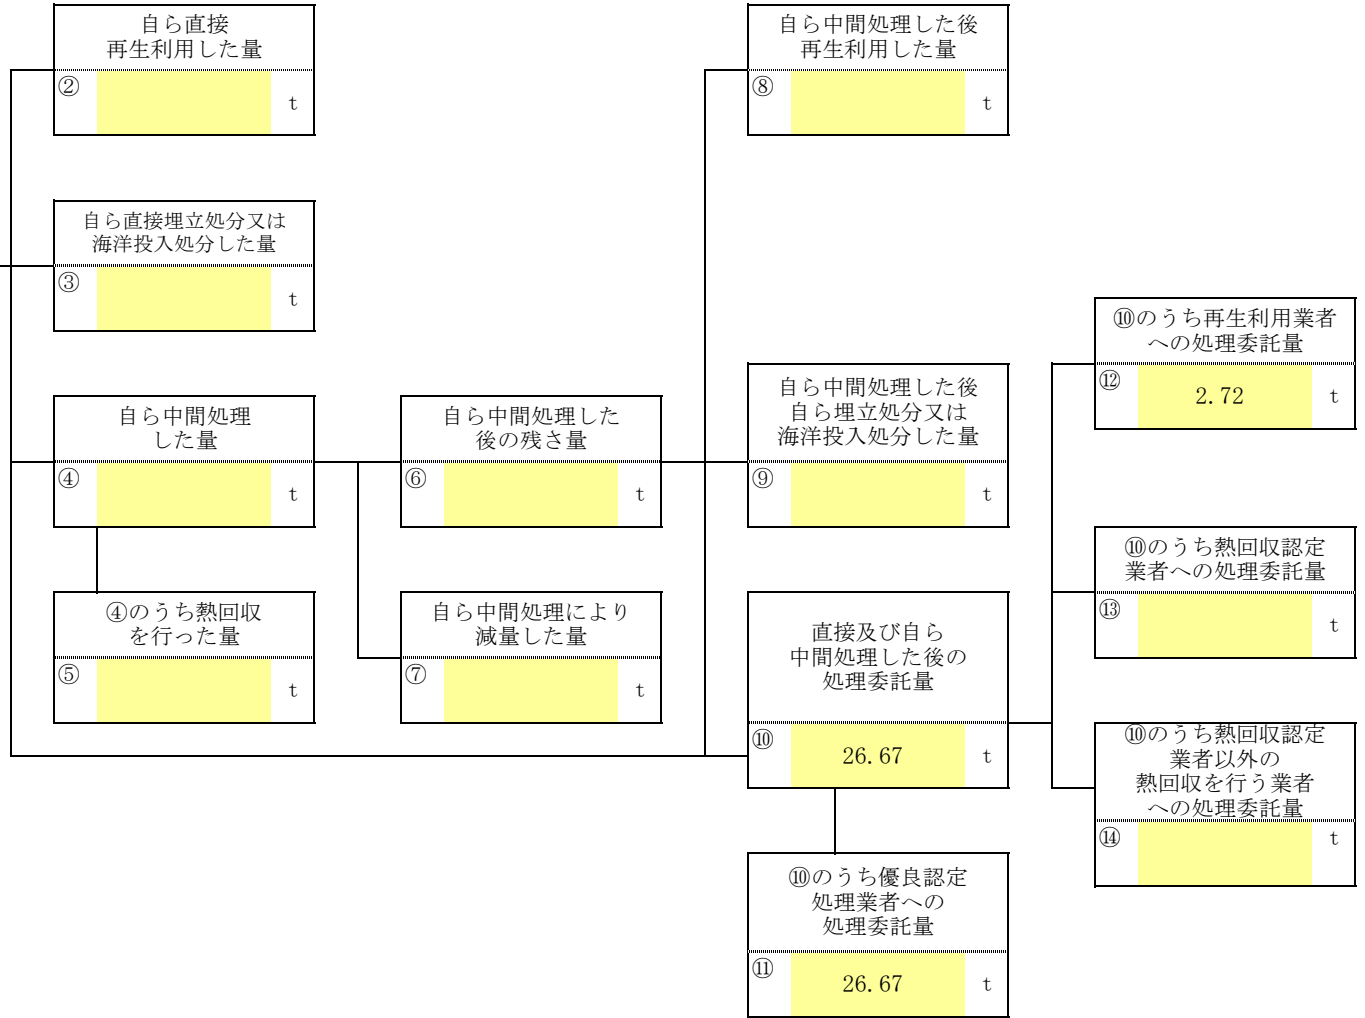 自ら直接
再生利用した量
②
t
自ら中間処理した後
再生利用した量
⑧
t
自ら直接埋立処分又は
海洋投入処分した量
③
t
⑩のうち再生利用業者
への処理委託量
⑫
2.72
t
自ら中間処理
した量
④
t
自ら中間処理した
後の残さ量
⑥
t
自ら中間処理した後
自ら埋立処分又は
海洋投入処分した量
⑨
t
⑩のうち熱回収認定
業者への処理委託量
⑬
t
④のうち熱回収
を行った量
⑤
t
自ら中間処理により
減量した量
⑦
t
直接及び自ら
中間処理した後の
処理委託量
⑩
26.67
t
⑩のうち熱回収認定
業者以外の
熱回収を行う業者
への処理委託量
⑭
t
⑩のうち優良認定
処理業者への
処理委託量
⑪
26.67
t